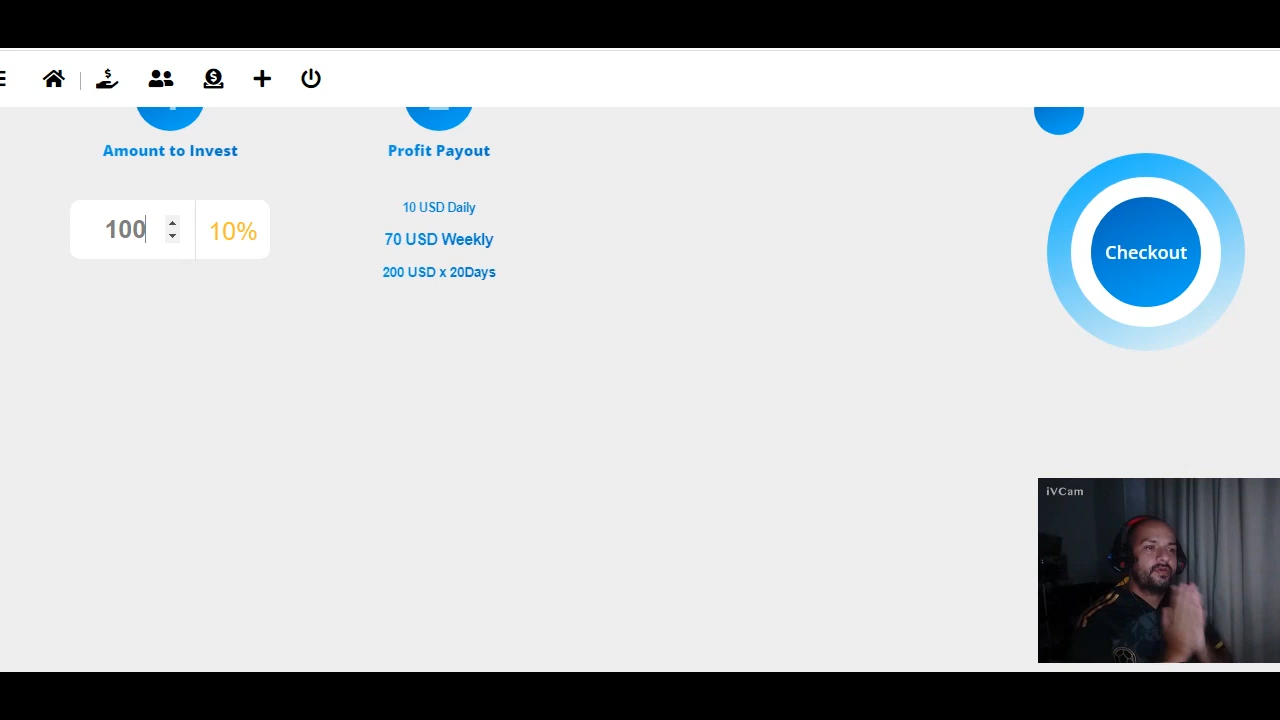 Amount to Invest
Profit Payout
100
10%
10 USD Daily
70 USD Weekly
200 USD x 20Days
Checkout
iVCam